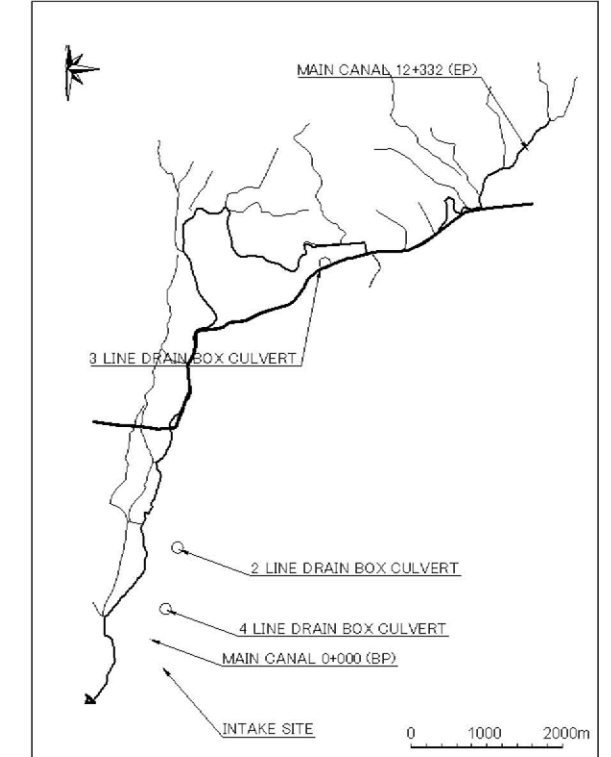 MAIN CANAL 12+332 (EP)
3 LINE DRAIN BOX CULVERT
2 LINE DRAIN BOX CULVERT
4 LINE DRAIN BOX CULVERT
MAIN CANAL 0+000 (BP)
INTAKE SITE
0 1000 2000m